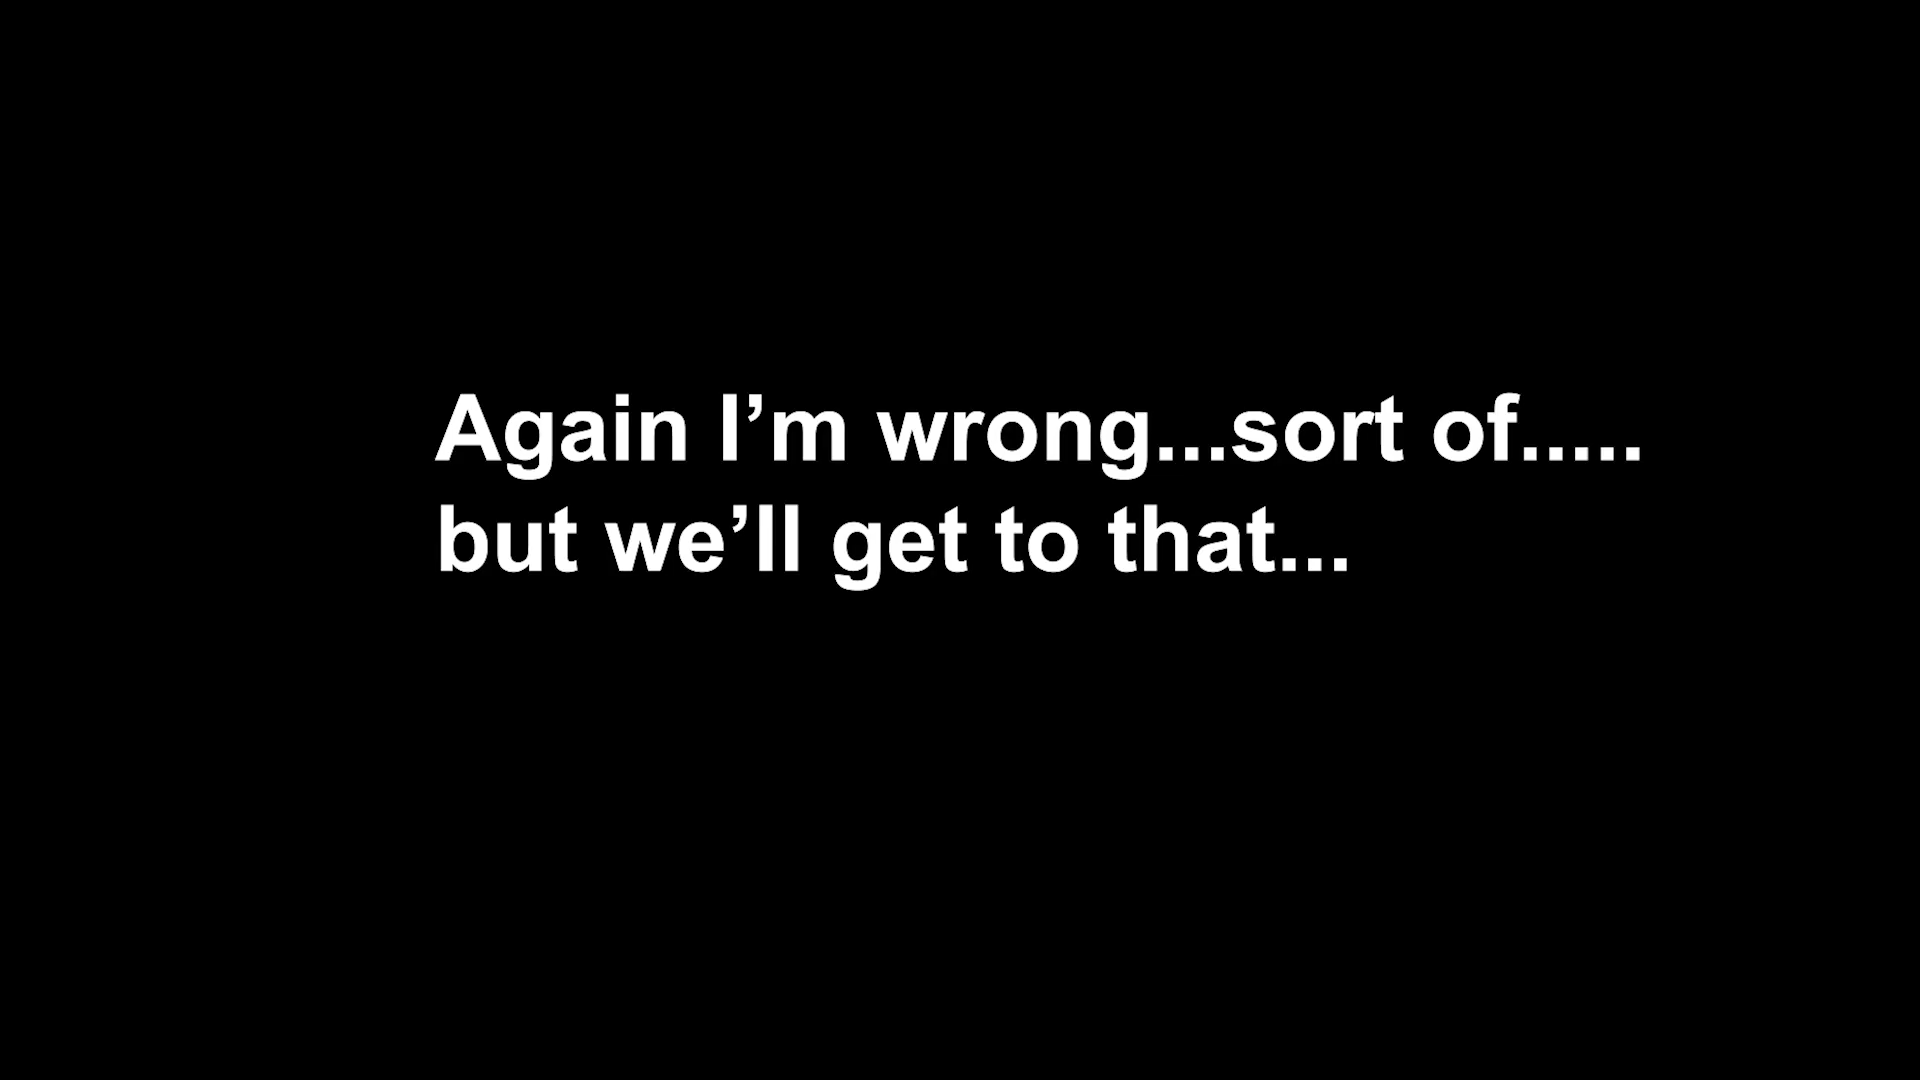 Again I’m wrong...sort of.....
but we’ll get to that...